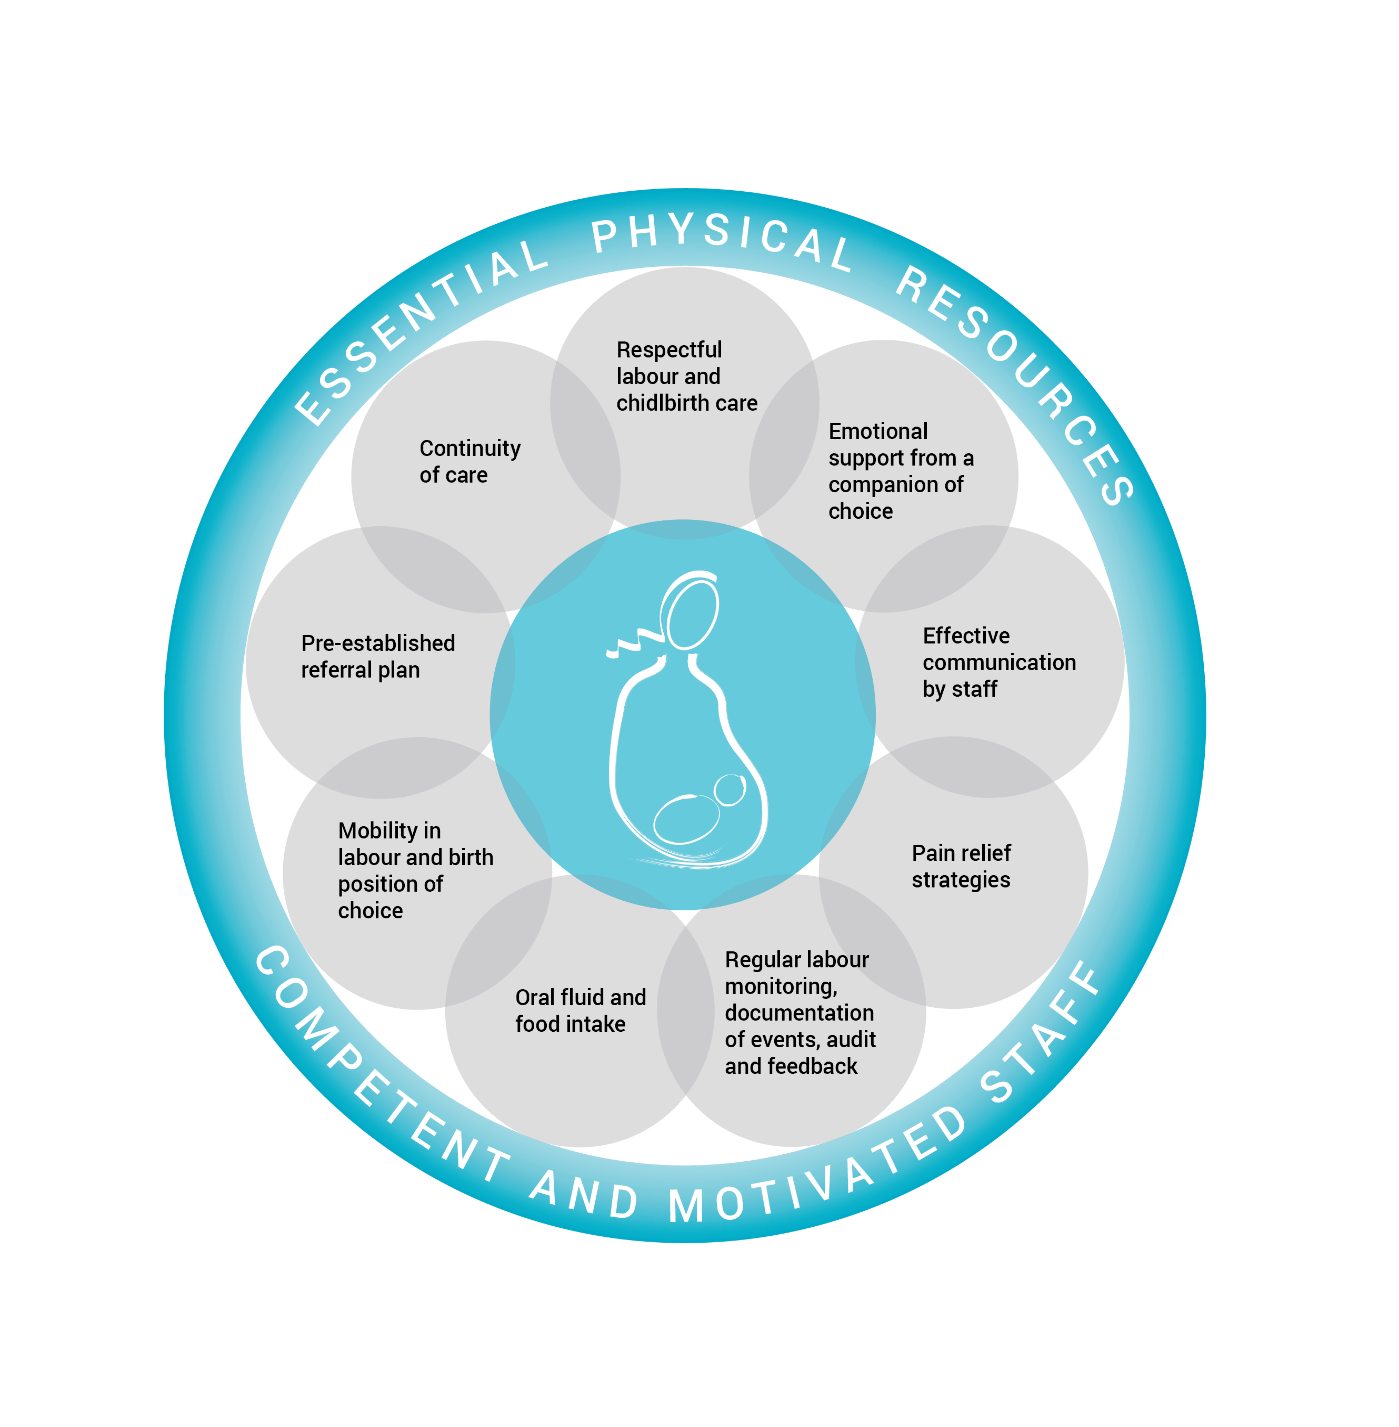 ESSENTIAL PHYSICAL RESOURCES
Respectful
labour and
chidlbirth care
Emotional
support from a
companion of
choice
Effective
communication
by staff
Pain relief
strategies
Regular labour
monitoring,
documentation
of events, audit
and feedback
Oral fluid and
food intake
Mobility in
labour and birth
position of
choice
Pre-established
referral plan
Continuity
of care
COMPETENT AND MOTIVATED STAFF